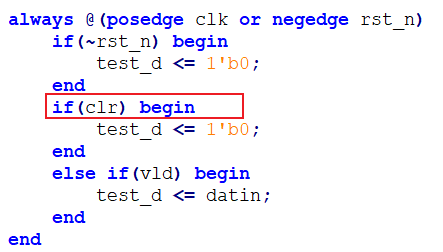 always @(posedge clk or negedge rst_n)
if(~rst_n) begin
test_d <= 1'b0;
end
if(clr) begin
test_d <= 1'b0;
end
else if(vld) begin
test_d <= datin;
end
end